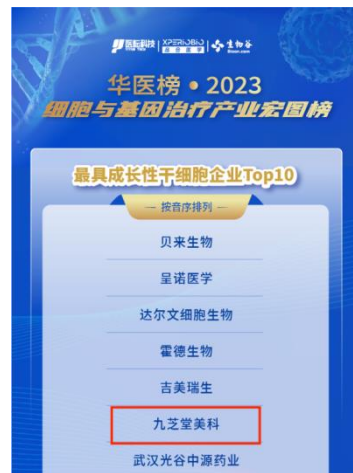 医际科技 | XPERIOBIO | 生物谷
Bioon.com
华医榜 • 2023
细胞与基因治疗产业宏图榜
最具成长性干细胞企业Top10
— 按音序排列 —
贝来生物
呈诺医学
达尔文细胞生物
霍德生物
吉美瑞生
九芝堂美科
武汉光谷中源药业